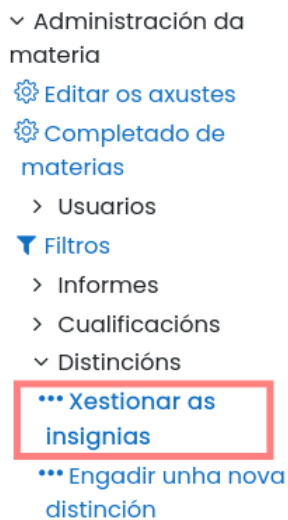 Administración da
materia
Editar os axustes
Completado de
materias
Usuarios
Filtros
Informes
Cualificacións
Distincións
Xestionar as
insignias
Engadir unha nova
distinción